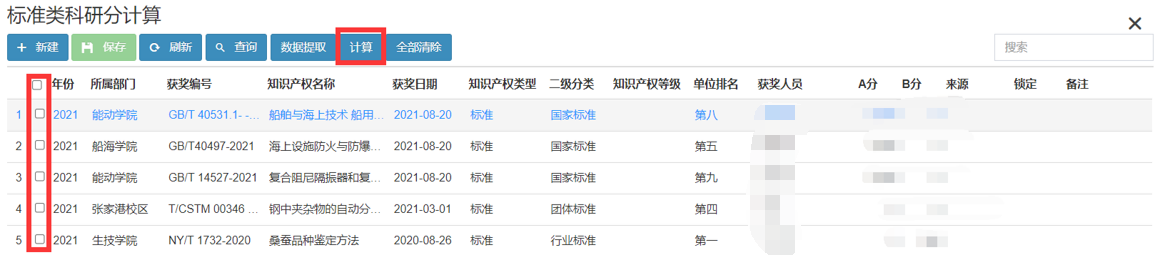 标准类科研分计算
新建 保存 刷新 查询 数据提取 计算 全部清除 搜索
年份 所属部门 获奖编号 知识产权名称 获奖日期 知识产权类型 二级分类 知识产权等级 单位排名 获奖人员 A分 B分 来源 锁定 备注
1 2021 能动学院 GB/T 40531.1- -... 船舶与海上技术 船用... 2021-08-20 标准 国家标准 第八
2 2021 船海学院 GB/T40497-2021 海上设施防火与防爆... 2021-08-20 标准 国家标准 第五
3 2021 能动学院 GB/T 14527-2021 复合阻尼隔振器和复... 2021-08-20 标准 国家标准 第九
4 2021 张家港校区 T/CSTM 00346 ... 钢中夹杂物的自动分... 2021-03-01 标准 团体标准 第四
5 2021 生技学院 NY/T 1732-2020 桑蚕品种鉴定方法 2020-08-26 标准 行业标准 第一